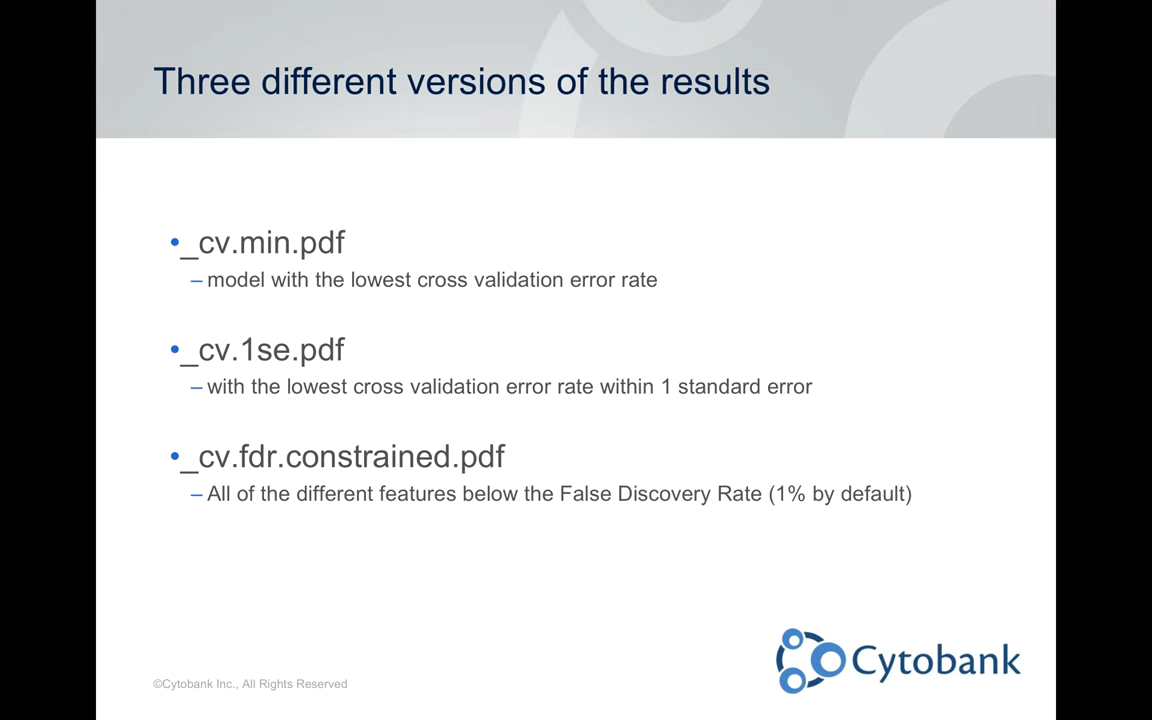 Three different versions of the results
•_cv.min.pdf
– model with the lowest cross validation error rate
•_cv.1se.pdf
– with the lowest cross validation error rate within 1 standard error
•_cv.fdr.constrained.pdf
– All of the different features below the False Discovery Rate (1% by default)
©Cytobank Inc., All Rights Reserved
Cytobank